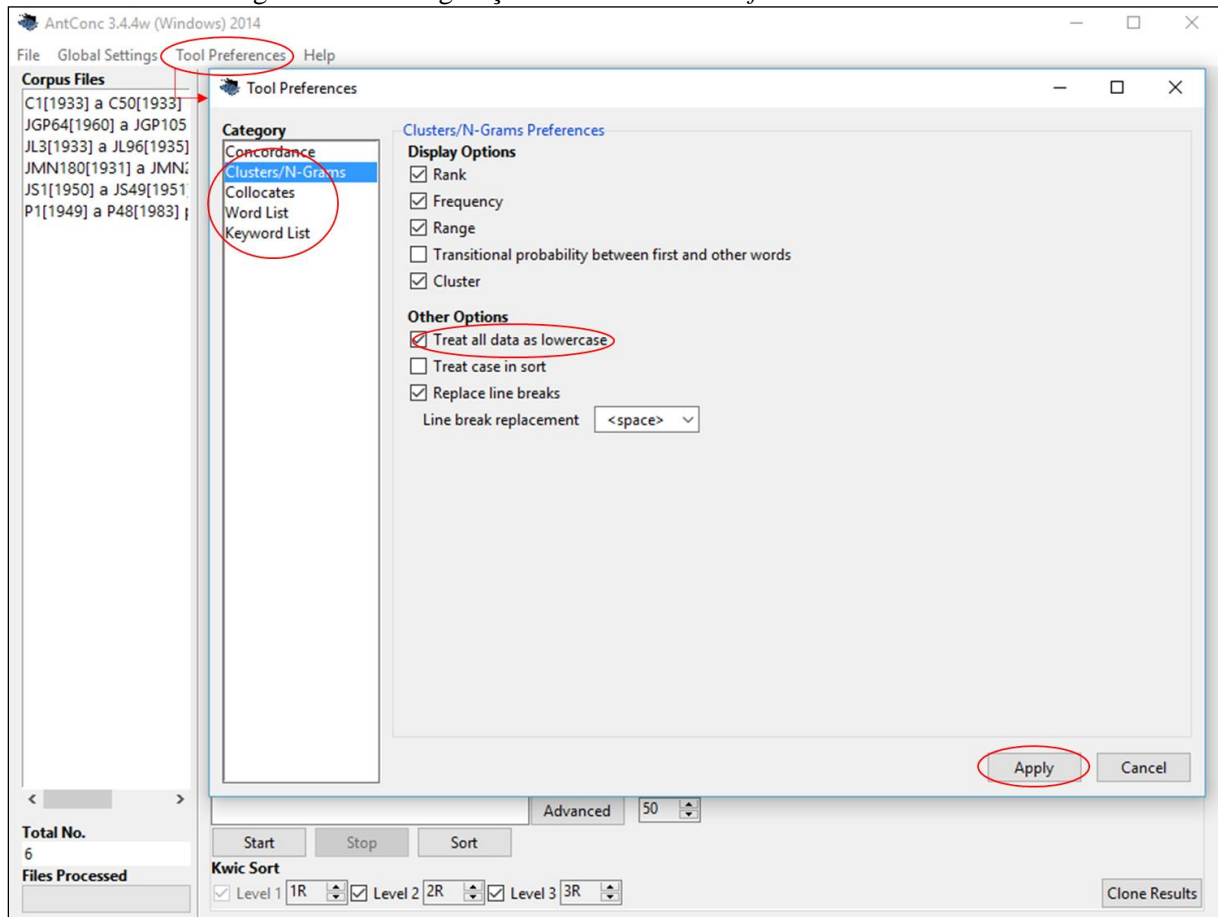 AntConc 3.4.4w (Windows) 2014
File Global Settings Tool Preferences Help
Corpus Files
C1[1933] a C50[1933]
JGP64[1960] a JGP105
JL3[1933] a JL96[1935]
JMN180[1931] a JMN2
JS1[1950] a JS49[1951]
P1[1949] a P48[1983] p
Tool Preferences
Category
Concordance
Clusters/N-Grams
Collocates
Word List
Keyword List
Clusters/N-Grams Preferences
Display Options
Rank
Frequency
Range
Transitional probability between first and other words
Cluster
Other Options
Treat all data as lowercase
Treat case in sort
Replace line breaks
Line break replacement <space>
Apply Cancel
Advanced 50
Total No.
6
Files Processed
Start Stop Sort
Kwic Sort
Level 1 1R Level 2 2R Level 3 3R
Clone Results